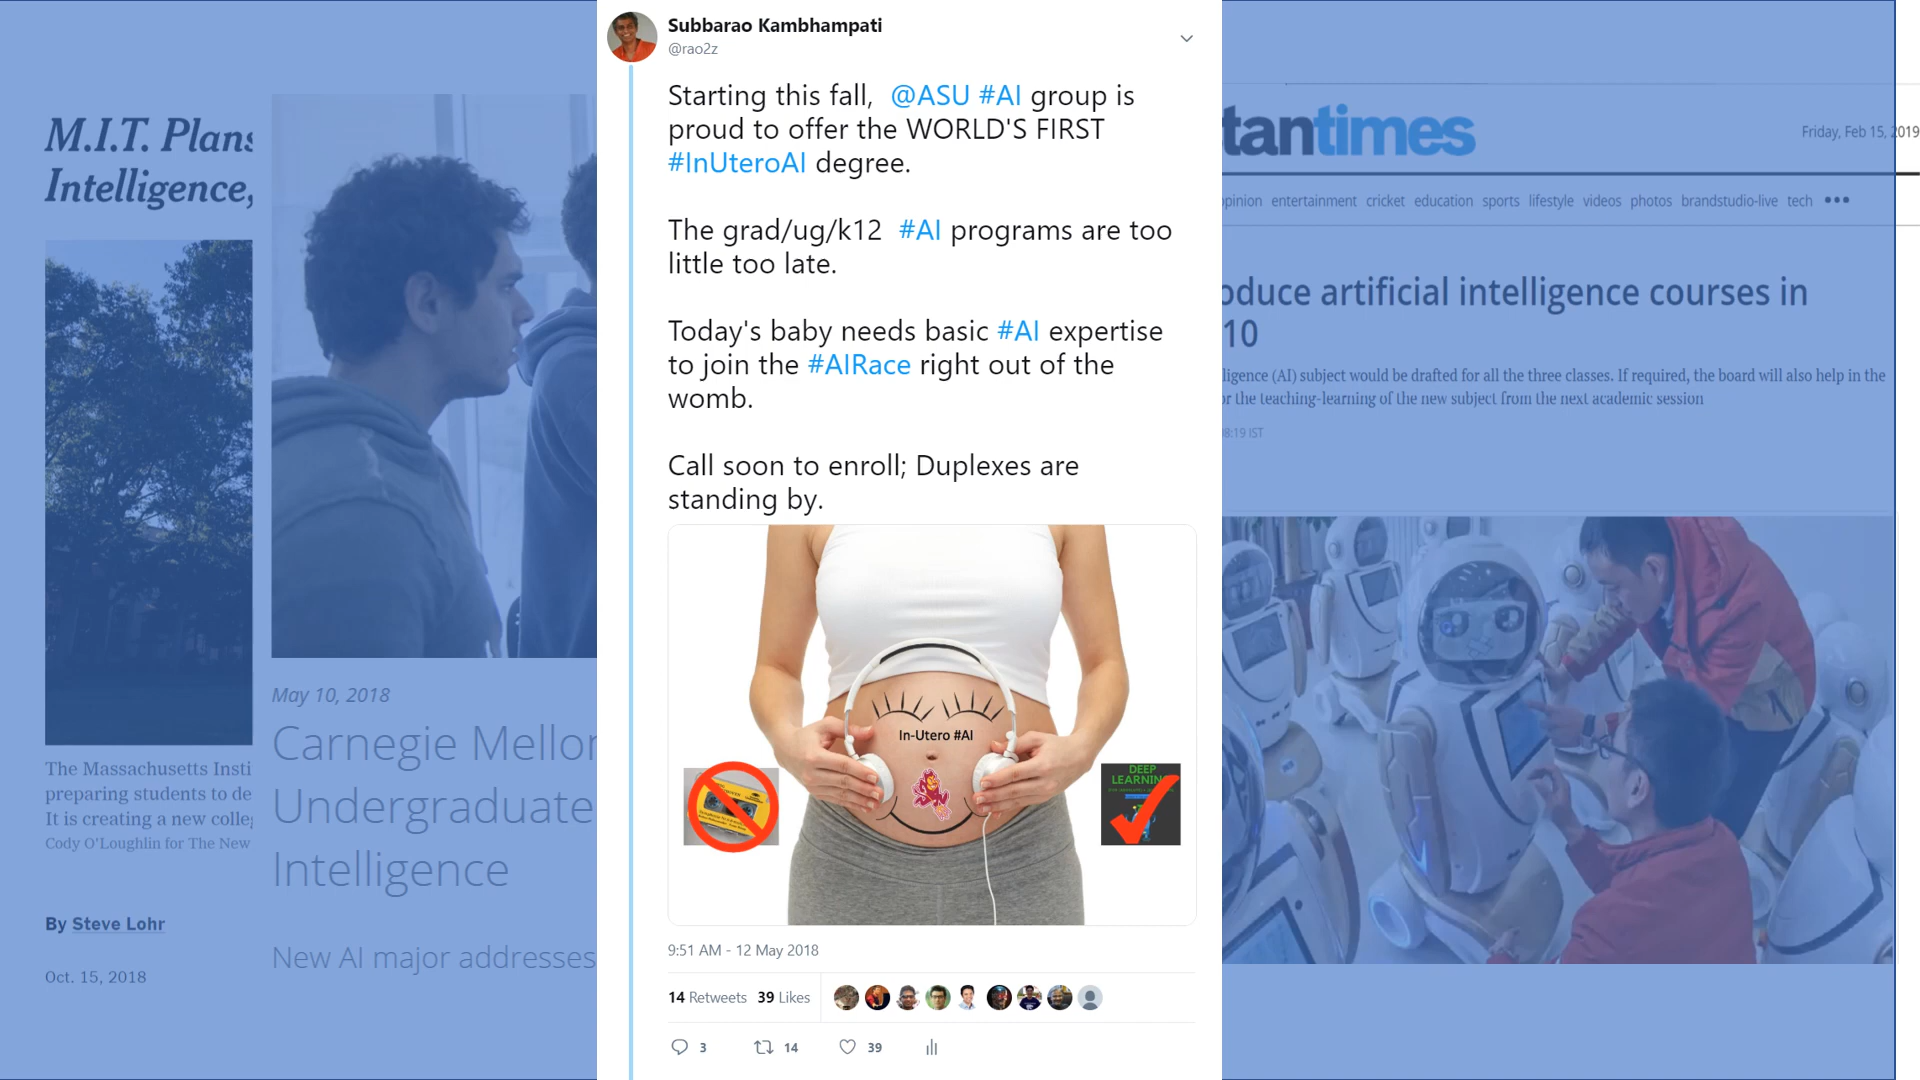 M.I.T. Plans
Intelligence,
The Massachusetts Insti
preparing students to de
It is creating a new colle
Cody O'Loughlin for The New
By Steve Lohr
Oct. 15, 2018
May 10, 2018
Carnegie Mellon
Undergraduate
Intelligence
New AI major addresses
Subbarao Kambhampati
@rao2z
Starting this fall, @ASU #AI group is
proud to offer the WORLD'S FIRST
#InUteroAI degree.
The grad/ug/k12 #AI programs are too
little too late.
Today's baby needs basic #AI expertise
to join the #AIRace right out of the
womb.
Call soon to enroll; Duplexes are
standing by.
In-Utero #AI
DEEP
LEARNING
9:51 AM - 12 May 2018
14 Retweets 39 Likes
3 14 39
tantimes
Friday, Feb 15, 2019
opinion entertainment cricket education sports lifestyle videos photos brandstudio-live tech •••
oduce artificial intelligence courses in
10
ligence (AI) subject would be drafted for all the three classes. If required, the board will also help in the
or the teaching-learning of the new subject from the next academic session
08:19 IST